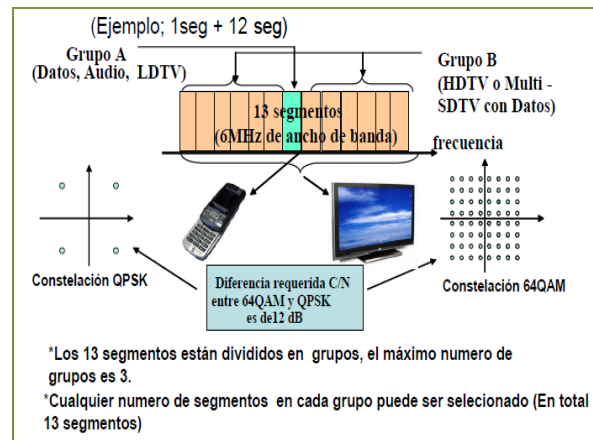 (Ejemplo; 1seg + 12 seg)
Grupo A
(Datos, Audio, LDTV)
Grupo B
(HDTV o Multi -
SDTV con Datos)
13 segmentos
(6MHz de ancho de banda)
frecuencia
Constelación QPSK
Constelación 64QAM
Diferencia requerida C/N
entre 64QAM y QPSK
es de12 dB
*Los 13 segmentos están divididos en grupos, el máximo numero de
grupos es 3.
*Cualquier numero de segmentos en cada grupo puede ser selecionado (En total
13 segmentos)